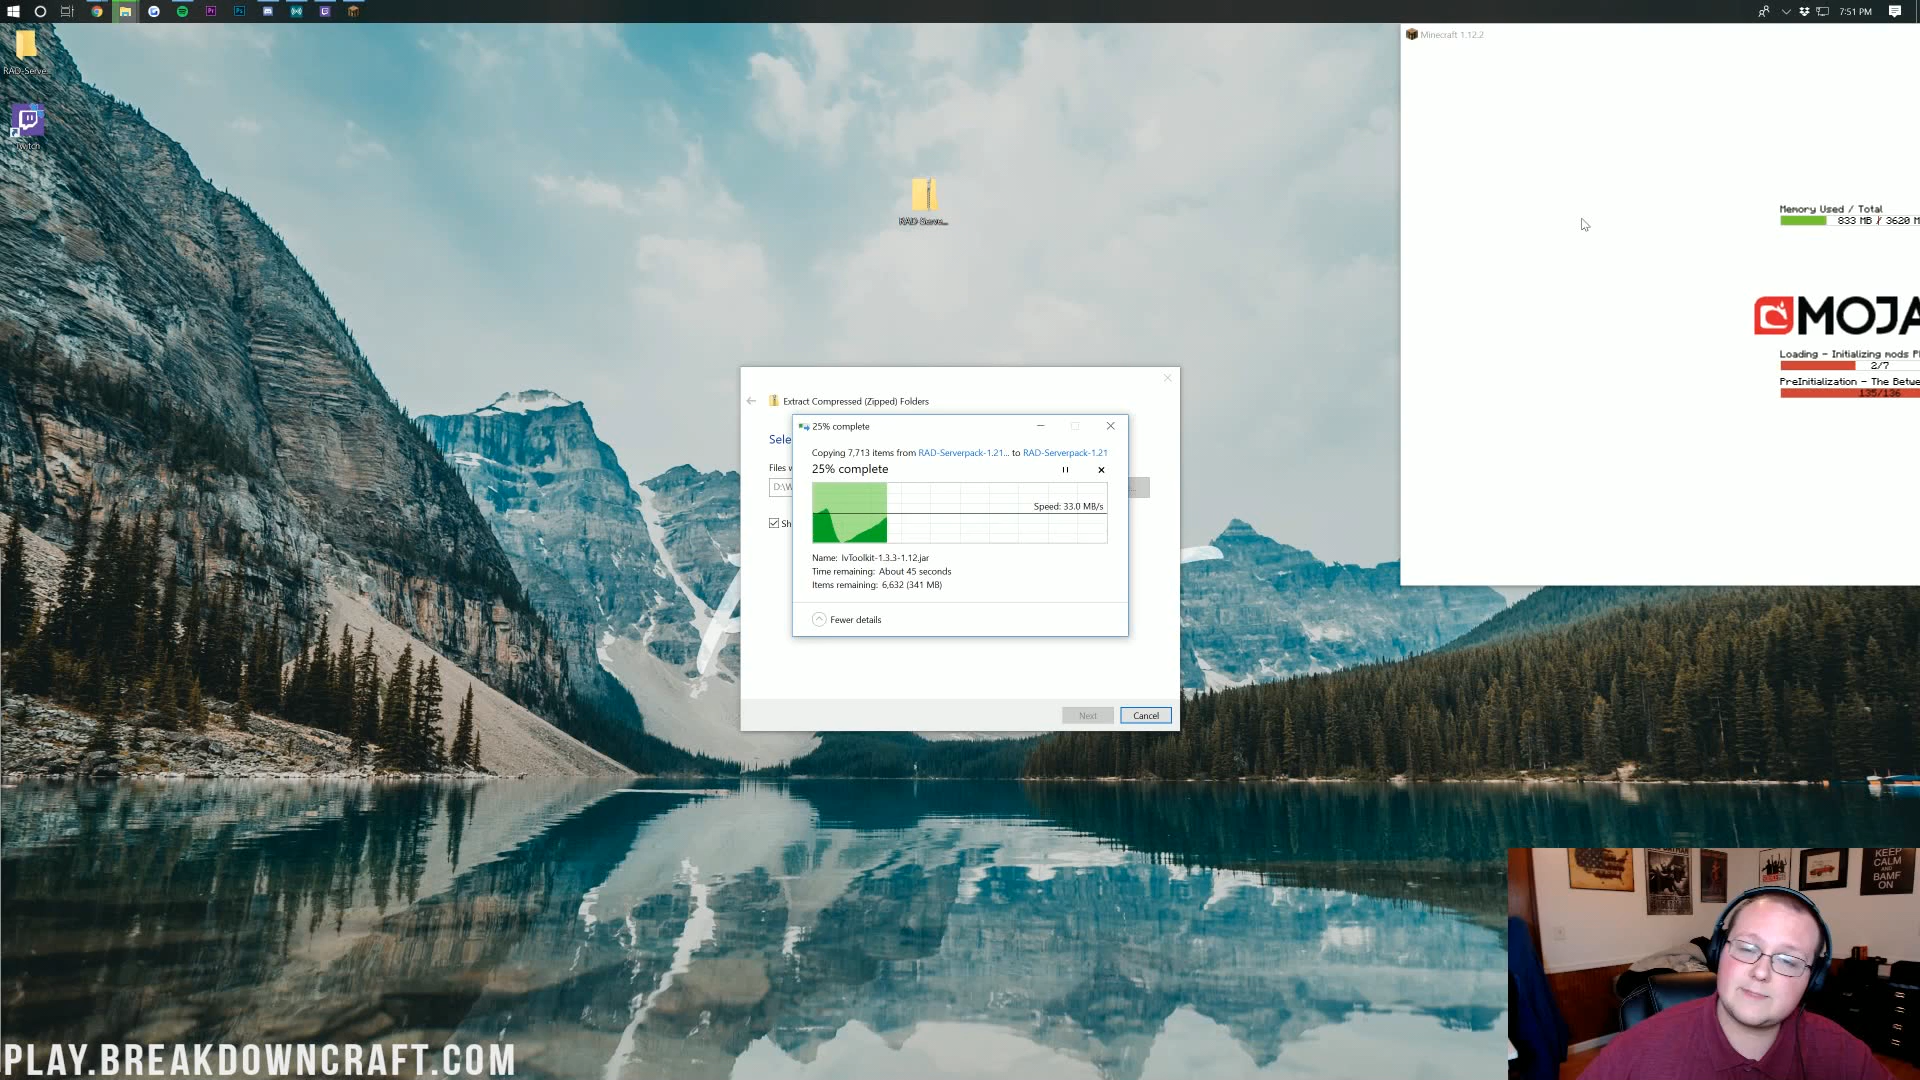 7:51 PM
RAD-Serve...
Twitch
RAD-Serve...
Minecraft 1.12.2
Memory Used / Total
833 MB / 3620 M
MOJA
Loading - Initializing mods P
2/7
PreInitialization - The Betwe
135/136
Extract Compressed (Zipped) Folders
Sele
Files w
D:\W
Sh
25% complete
Copying 7,713 items from RAD-Serverpack-1.21... to RAD-Serverpack-1.21
25% complete
Speed: 33.0 MB/s
Name: IvToolkit-1.3.3-1.12.jar
Time remaining: About 45 seconds
Items remaining: 6,632 (341 MB)
Fewer details
Next
Cancel
KEEP
CALM
AND
BAMF
ON
PLAY.BREAKDOWNCRAFT.COM